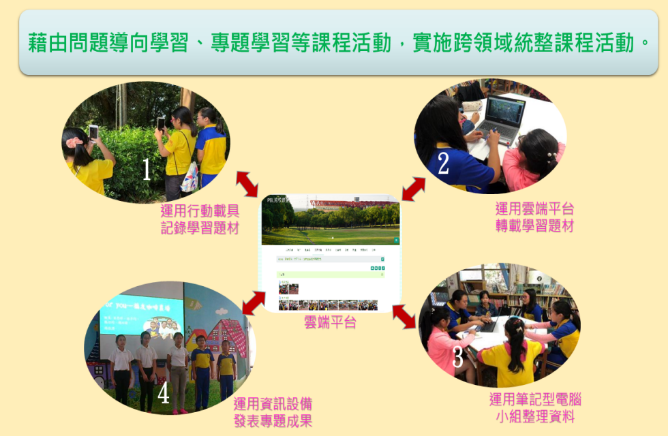 藉由問題導向學習、專題學習等課程活動，實施跨領域統整課程活動。
1
運用行動載具
記錄學習題材
2
運用雲端平台
轉載學習題材
雲端平台
4
運用資訊設備
發表專題成果
3
運用筆記型電腦
小組整理資料